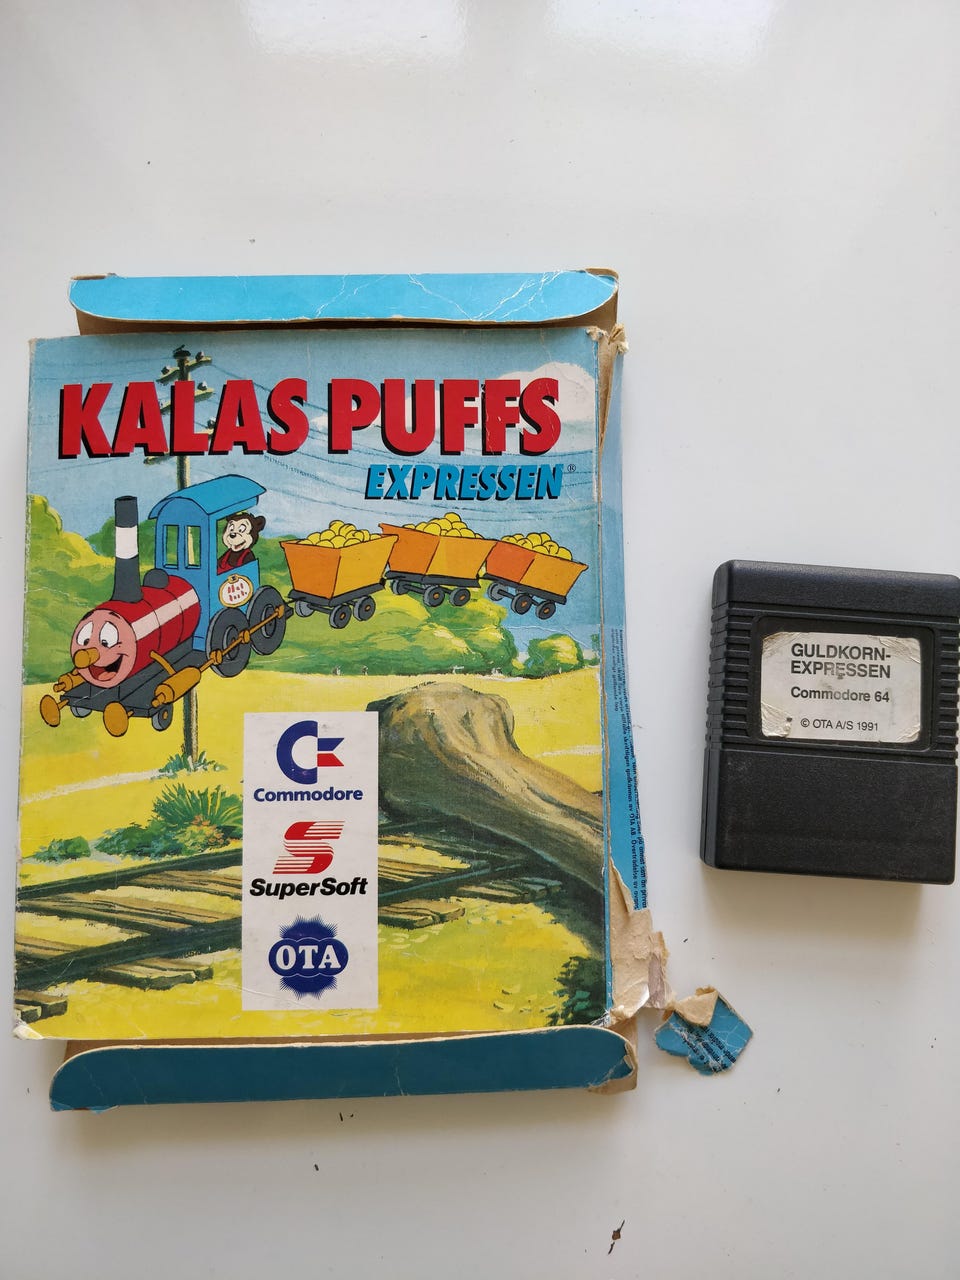 KALAS PUFFS
EXPRESSEN®
Commodore
SuperSoft
OTA
GULDKORN-
EXPRESSEN
Commodore 64
© OTA A/S 1991